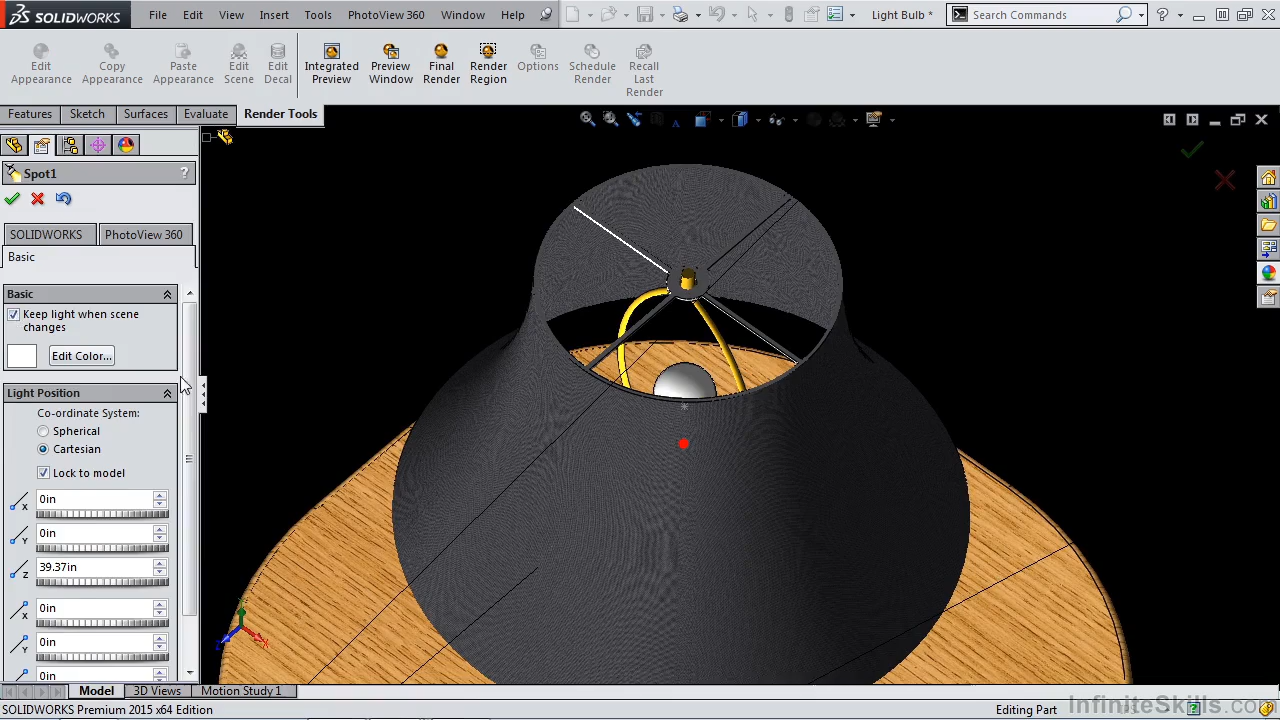 SOLIDWORKS File Edit View Insert Tools PhotoView 360 Window Help Light Bulb * Search Commands
Edit Appearance
Copy Appearance
Paste Appearance
Edit Scene
Edit Decal
Integrated Preview
Preview Window
Final Render
Render Region
Options
Schedule Render
Recall Last Render
Features Sketch Surfaces Evaluate Render Tools
Spot1 ?
SOLIDWORKS PhotoView 360
Basic
Basic
Keep light when scene
changes
Edit Color...
Light Position
Co-ordinate System:
Spherical
Cartesian
Lock to model
X 0in
Y 0in
Z 39.37in
X 0in
Y 0in
0in
Model 3D Views Motion Study 1
SOLIDWORKS Premium 2015 x64 Edition Editing Part
InfiniteSkills.com